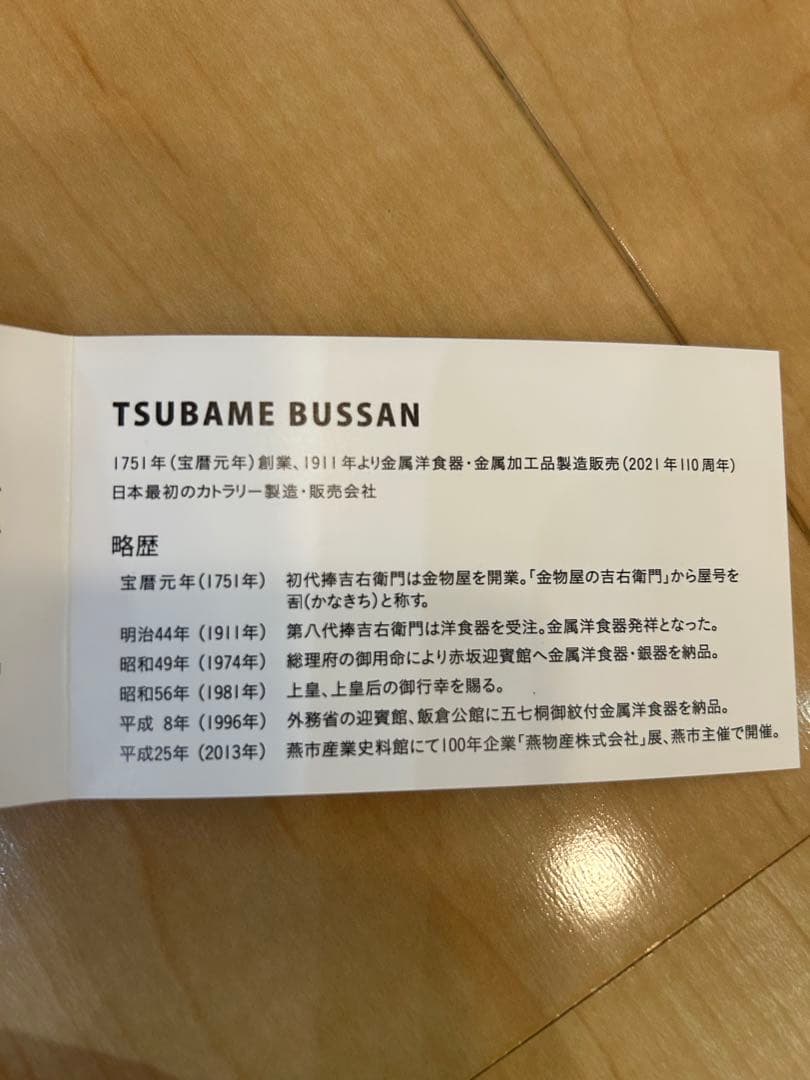 TSUBAME BUSSAN
1751年(宝暦元年)創業、1911年より金属洋食器・金属加工品製造販売(2021年110周年)
日本最初のカトラリー製造・販売会社
略歴
宝暦元年(1751年) 初代捧吉右衛門は金物屋を開業。「金物屋の吉右衛門」から屋号を
(かなきち)と称す。
明治44年 (1911年) 第八代捧吉右衛門は洋食器を受注。金属洋食器発祥となった。
昭和49年 (1974年) 総理府の御用命により赤坂迎賓館へ金属洋食器・銀器を納品。
昭和56年 (1981年) 上皇、上皇后の御行幸を賜る。
平成 8年 (1996年) 外務省の迎賓館、飯倉公館に五七桐御紋付金属洋食器を納品。
平成25年 (2013年) 燕市産業史料館にて100年企業「燕物産株式会社」展、燕市主催で開催。